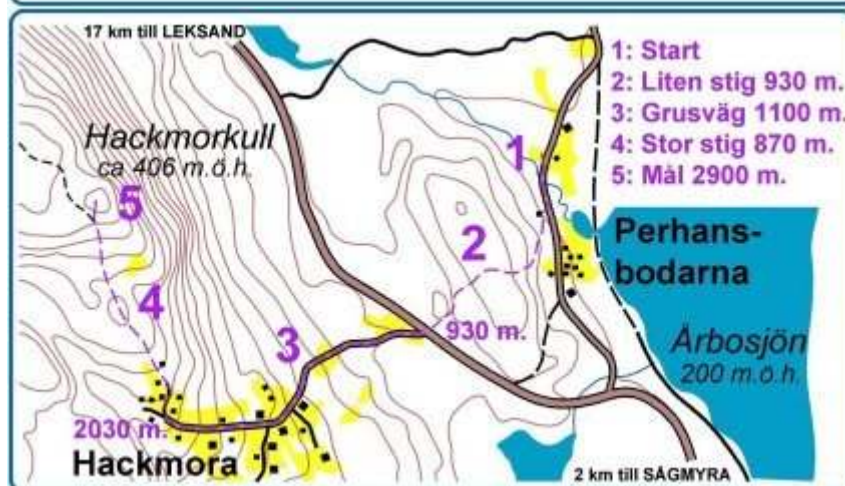 17 km till LEKSAND
1: Start
2: Liten stig 930 m.
3: Grusväg 1100 m.
4: Stor stig 870 m.
5: Mål 2900 m.
Hackmorkull
ca 406 m.ö.h.
1
5
2
Perhans-
bodarna
4
3
930 m.
Årbosjön
200 m.ö.h.
2030 m.
Hackmora
2 km till SÅGMYRA